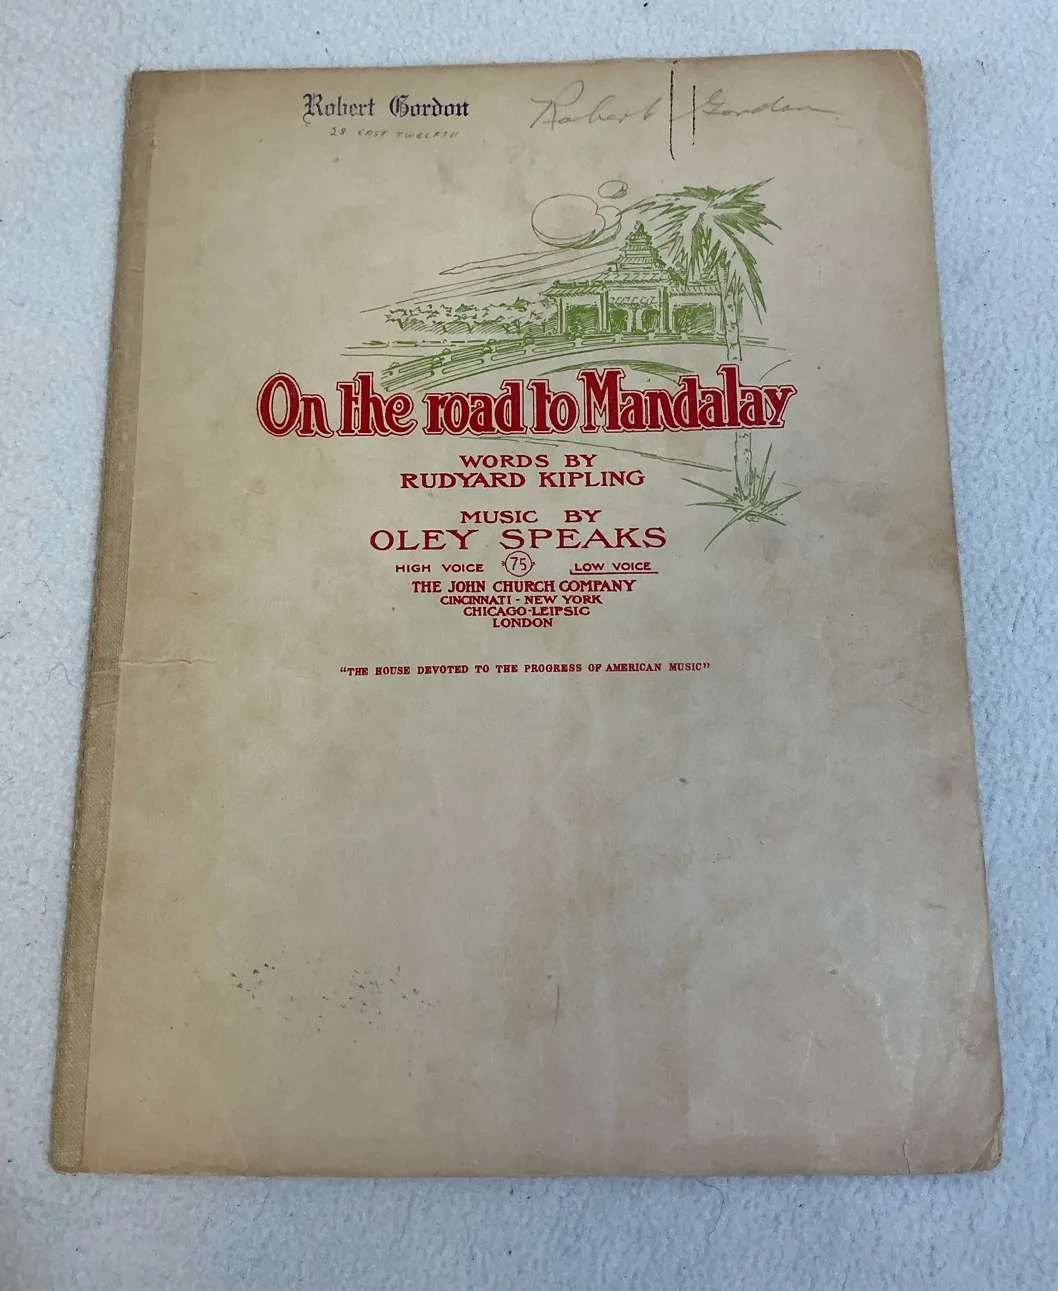 Robert Gordon
28 EAST TWELFTH
Robert Gordon
On the road to Mandalay
WORDS BY
RUDYARD KIPLING
MUSIC BY
OLEY SPEAKS
HIGH VOICE 75 LOW VOICE
THE JOHN CHURCH COMPANY
CINCINNATI - NEW YORK
CHICAGO-LEIPSIC
LONDON
"THE HOUSE DEVOTED TO THE PROGRESS OF AMERICAN MUSIC"